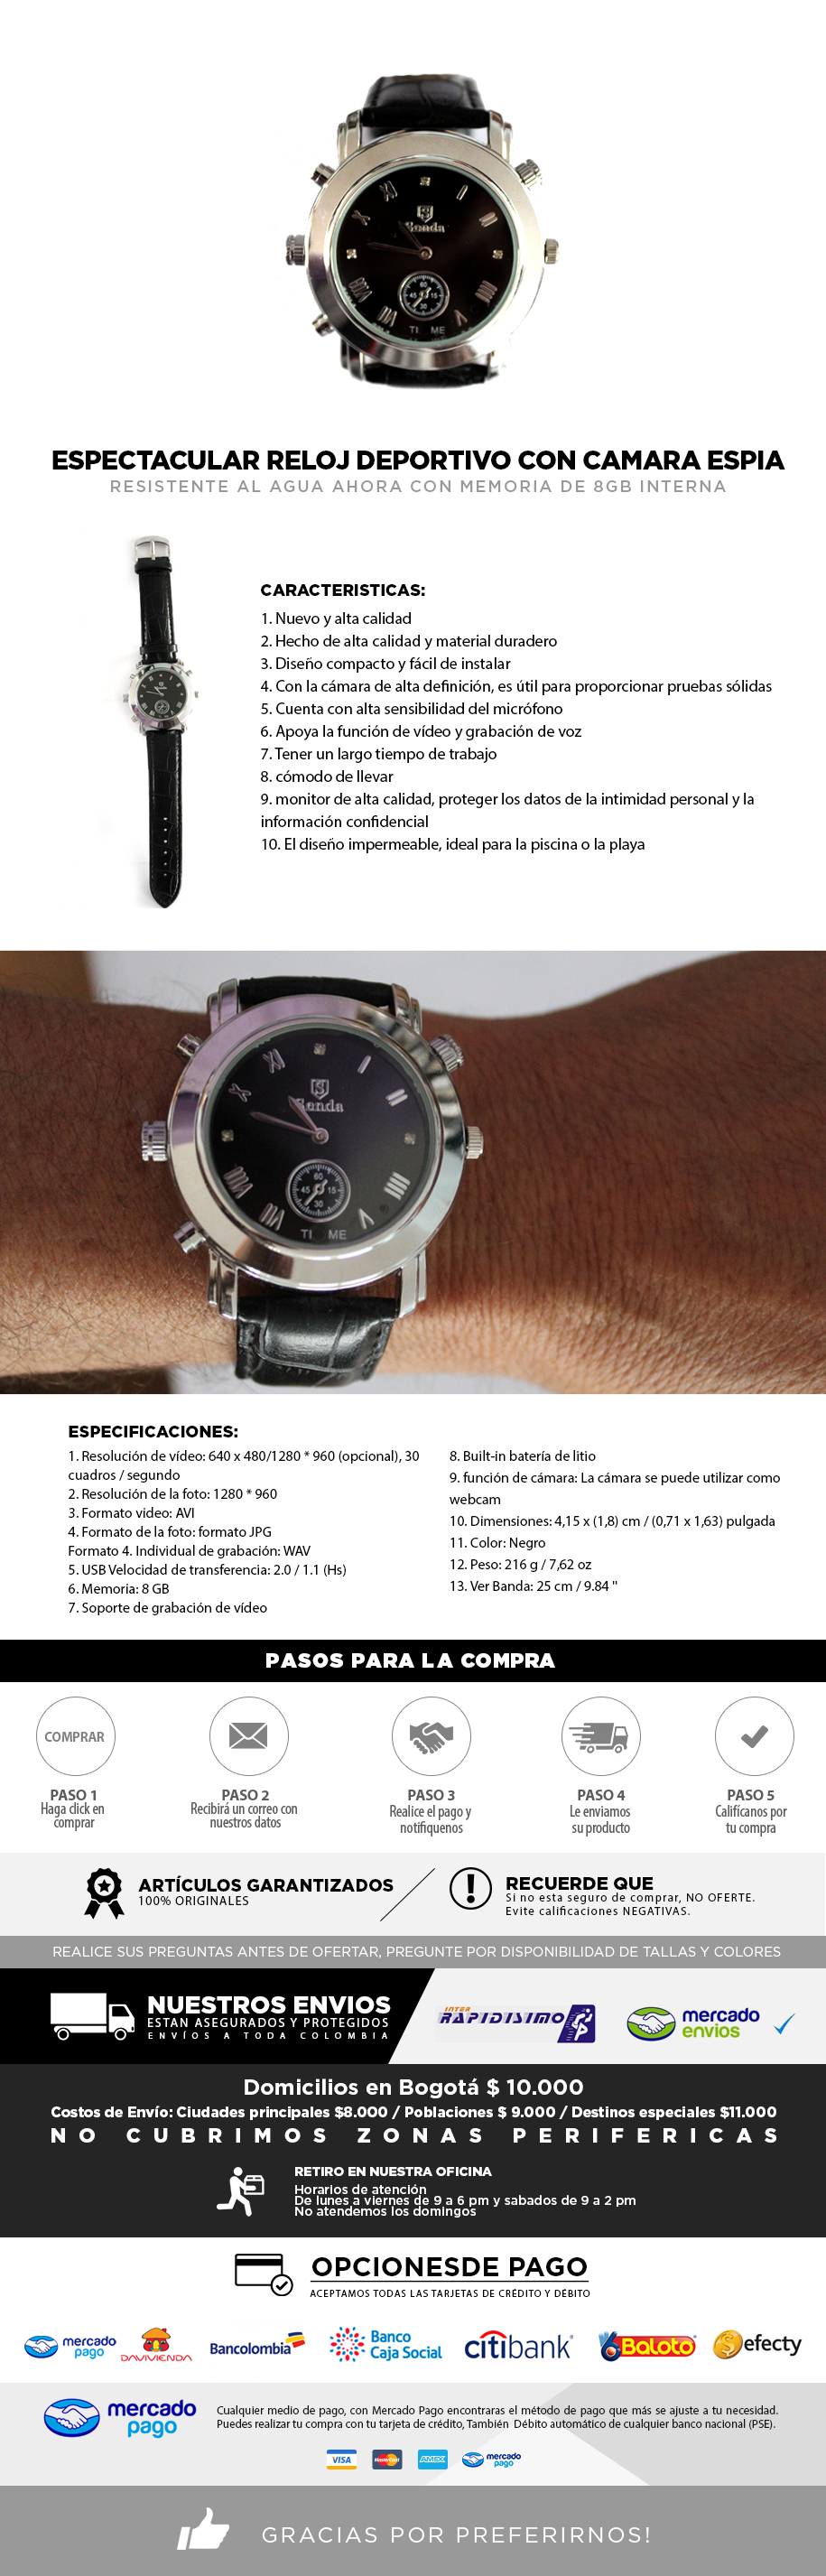 Senda
60
45
15
30
TI ME
ESPECTACULAR RELOJ DEPORTIVO CON CAMARA ESPIA
RESISTENTE AL AGUA AHORA CON MEMORIA DE 8GB INTERNA
CARACTERISTICAS:
1. Nuevo y alta calidad
2. Hecho de alta calidad y material duradero
3. Diseño compacto y fácil de instalar
4. Con la cámara de alta definición, es útil para proporcionar pruebas sólidas
5. Cuenta con alta sensibilidad del micrófono
6. Apoya la función de vídeo y grabación de voz
7. Tener un largo tiempo de trabajo
8. cómodo de llevar
9. monitor de alta calidad, proteger los datos de la intimidad personal y la
información confidencial
10. El diseño impermeable, ideal para la piscina o la playa
Senda
60
45
15
30
TI ME
ESPECIFICACIONES:
1. Resolución de vídeo: 640 x 480/1280 * 960 (opcional), 30
cuadros / segundo
2. Resolución de la foto: 1280 * 960
3. Formato video: AVI
4. Formato de la foto: formato JPG
Formato 4. Individual de grabación: WAV
5. USB Velocidad de transferencia: 2.0 / 1.1 (Hs)
6. Memoria: 8 GB
7. Soporte de grabación de vídeo
8. Built-in batería de litio
9. función de cámara: La cámara se puede utilizar como
webcam
10. Dimensiones: 4,15 x (1,8) cm / (0,71 x 1,63) pulgada
11. Color: Negro
12. Peso: 216 g / 7,62 oz
13. Ver Banda: 25 cm / 9.84 "
PASOS PARA LA COMPRA
COMPRAR
PASO 1
Haga click en
comprar
PASO 2
Recibirá un correo con
nuestros datos
PASO 3
Realice el pago y
notifiquenos
PASO 4
Le enviamos
su producto
PASO 5
Califícanos por
tu compra
ARTÍCULOS GARANTIZADOS
100% ORIGINALES
RECUERDE QUE
Si no esta seguro de comprar, NO OFERTE.
Evite calificaciones NEGATIVAS.
REALICE SUS PREGUNTAS ANTES DE OFERTAR, PREGUNTE POR DISPONIBILIDAD DE TALLAS Y COLORES
NUESTROS ENVIOS
ESTAN ASEGURADOS Y PROTEGIDOS
ENVÍOS A TODA COLOMBIA
INTER
RAPIDISIMO
mercado
envios
Domicilios en Bogotá $ 10.000
Costos de Envío: Ciudades principales $8.000 / Poblaciones $ 9.000 / Destinos especiales $11.000
NO CUBRIMOS ZONAS PERIFERICAS
RETIRO EN NUESTRA OFICINA
Horarios de atención
De lunes a viernes de 9 a 6 pm y sabados de 9 a 2 pm
No atendemos los domingos
OPCIONESDE PAGO
ACEPTAMOS TODAS LAS TARJETAS DE CRÉDITO Y DÉBITO
mercado
pago
DAVIVIENDA
Bancolombia
Banco
Caja Social
citibank
Baloto
efecty
mercado
pago
Cualquier medio de pago, con Mercado Pago encontraras el método de pago que más se ajuste a tu necesidad.
Puedes realizar tu compra con tu tarjeta de crédito, También Débito automático de cualquier banco nacional (PSE).
VISA
MasterCard
AMEX
mercado
pago
GRACIAS POR PREFERIRNOS!